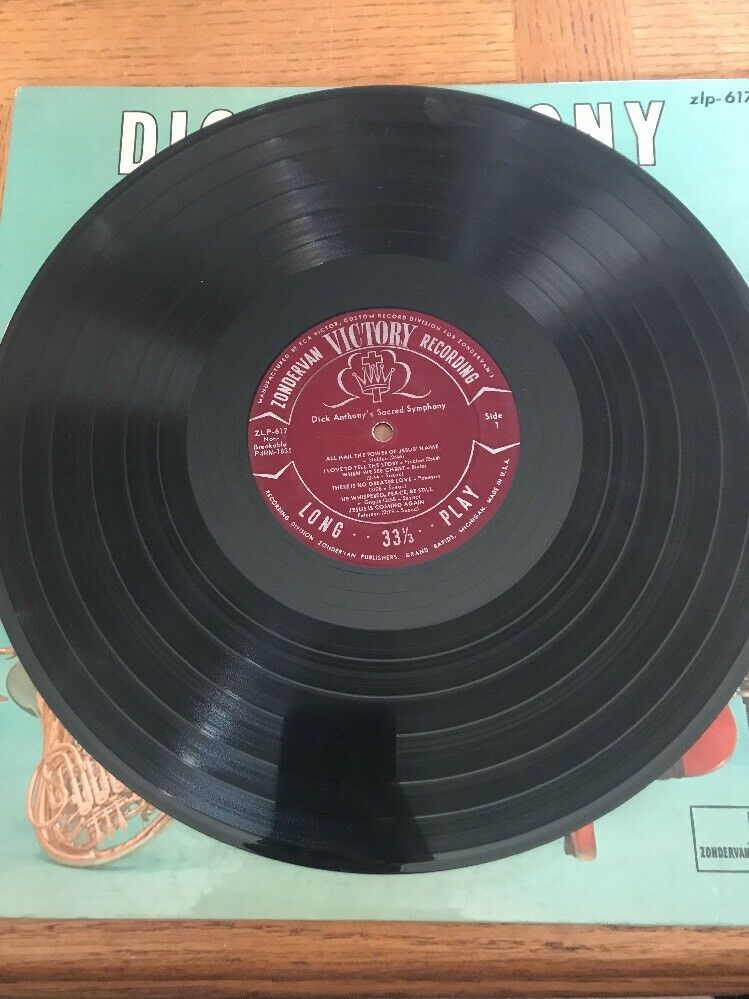 zlp-617
DI
ONY
MANUFACTURED BY RCA VICTOR, CUSTOM RECORD DIVISION FOR ZONDERVAN'S
ZONDERVAN VICTORY RECORDING
Dick Anthony's Sacred Symphony
ZLP-617
Non-
Breakable
Side
1
ALL HAIL THE POWER OF JESUS' NAME
I LOVE TO TELL THE STORY
WHEN WE SEE CHRIST
THERE IS NO GREATER LOVE
HE WHISPERED, PEACE, BE STILL
JESUS IS COMING AGAIN
LONG · · 33⅓ · · PLAY
RECORDING DIVISION ZONDERVAN PUBLISHERS, GRAND RAPIDS, MICHIGAN. MADE IN U.S.A.
ZONDERVAN